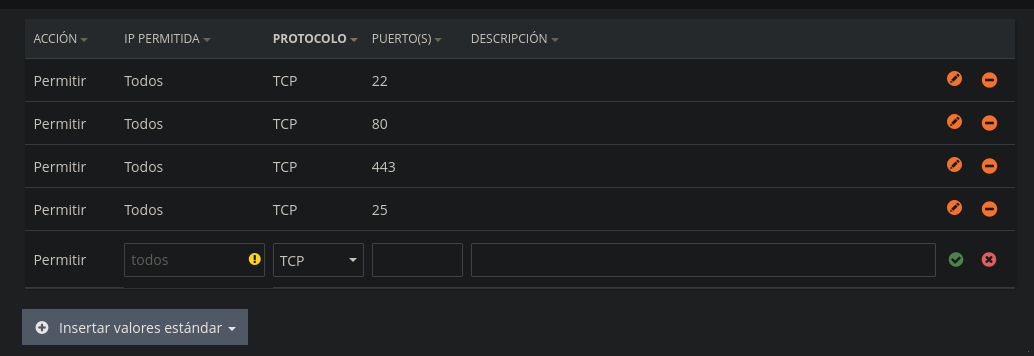 ACCIÓN IP PERMITIDA PROTOCOLO PUERTO(S) DESCRIPCIÓN
Permitir Todos TCP 22
Permitir Todos TCP 80
Permitir Todos TCP 443
Permitir Todos TCP 25
Permitir todos TCP
Insertar valores estándar